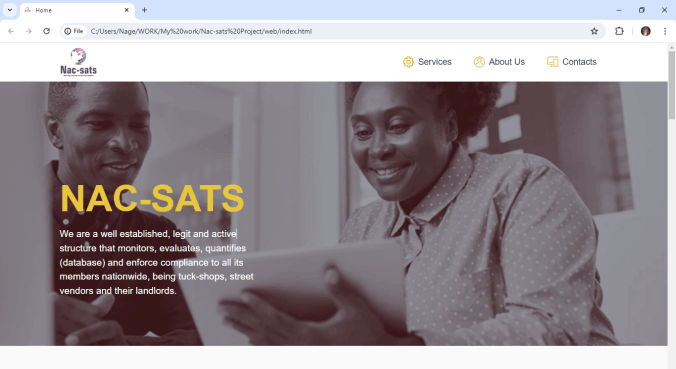 Home
File
C:/Users/Nage/WORK/My%20work/Nac-sats%20Project/web/index.html
Nac-sats
Services
About Us
Contacts
NAC-SATS
We are a well established, legit and active
structure that monitors, evaluates, quantifies
(database) and enforce compliance to all its
members nationwide, being tuck-shops, street
vendors and their landlords.